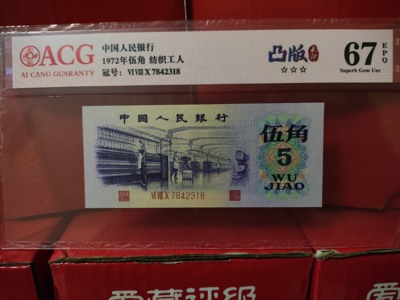 ACG
AI CANG GUARANTY
中国人民银行
1972年伍角 纺织工人
冠号: VI VIII X 7842318
凸版
☆☆☆
67 EPQ
Superb Gem Unc
中國人民銀行
伍角
5
WU
JIAO
VI VIII X 7842318
爱藏评级